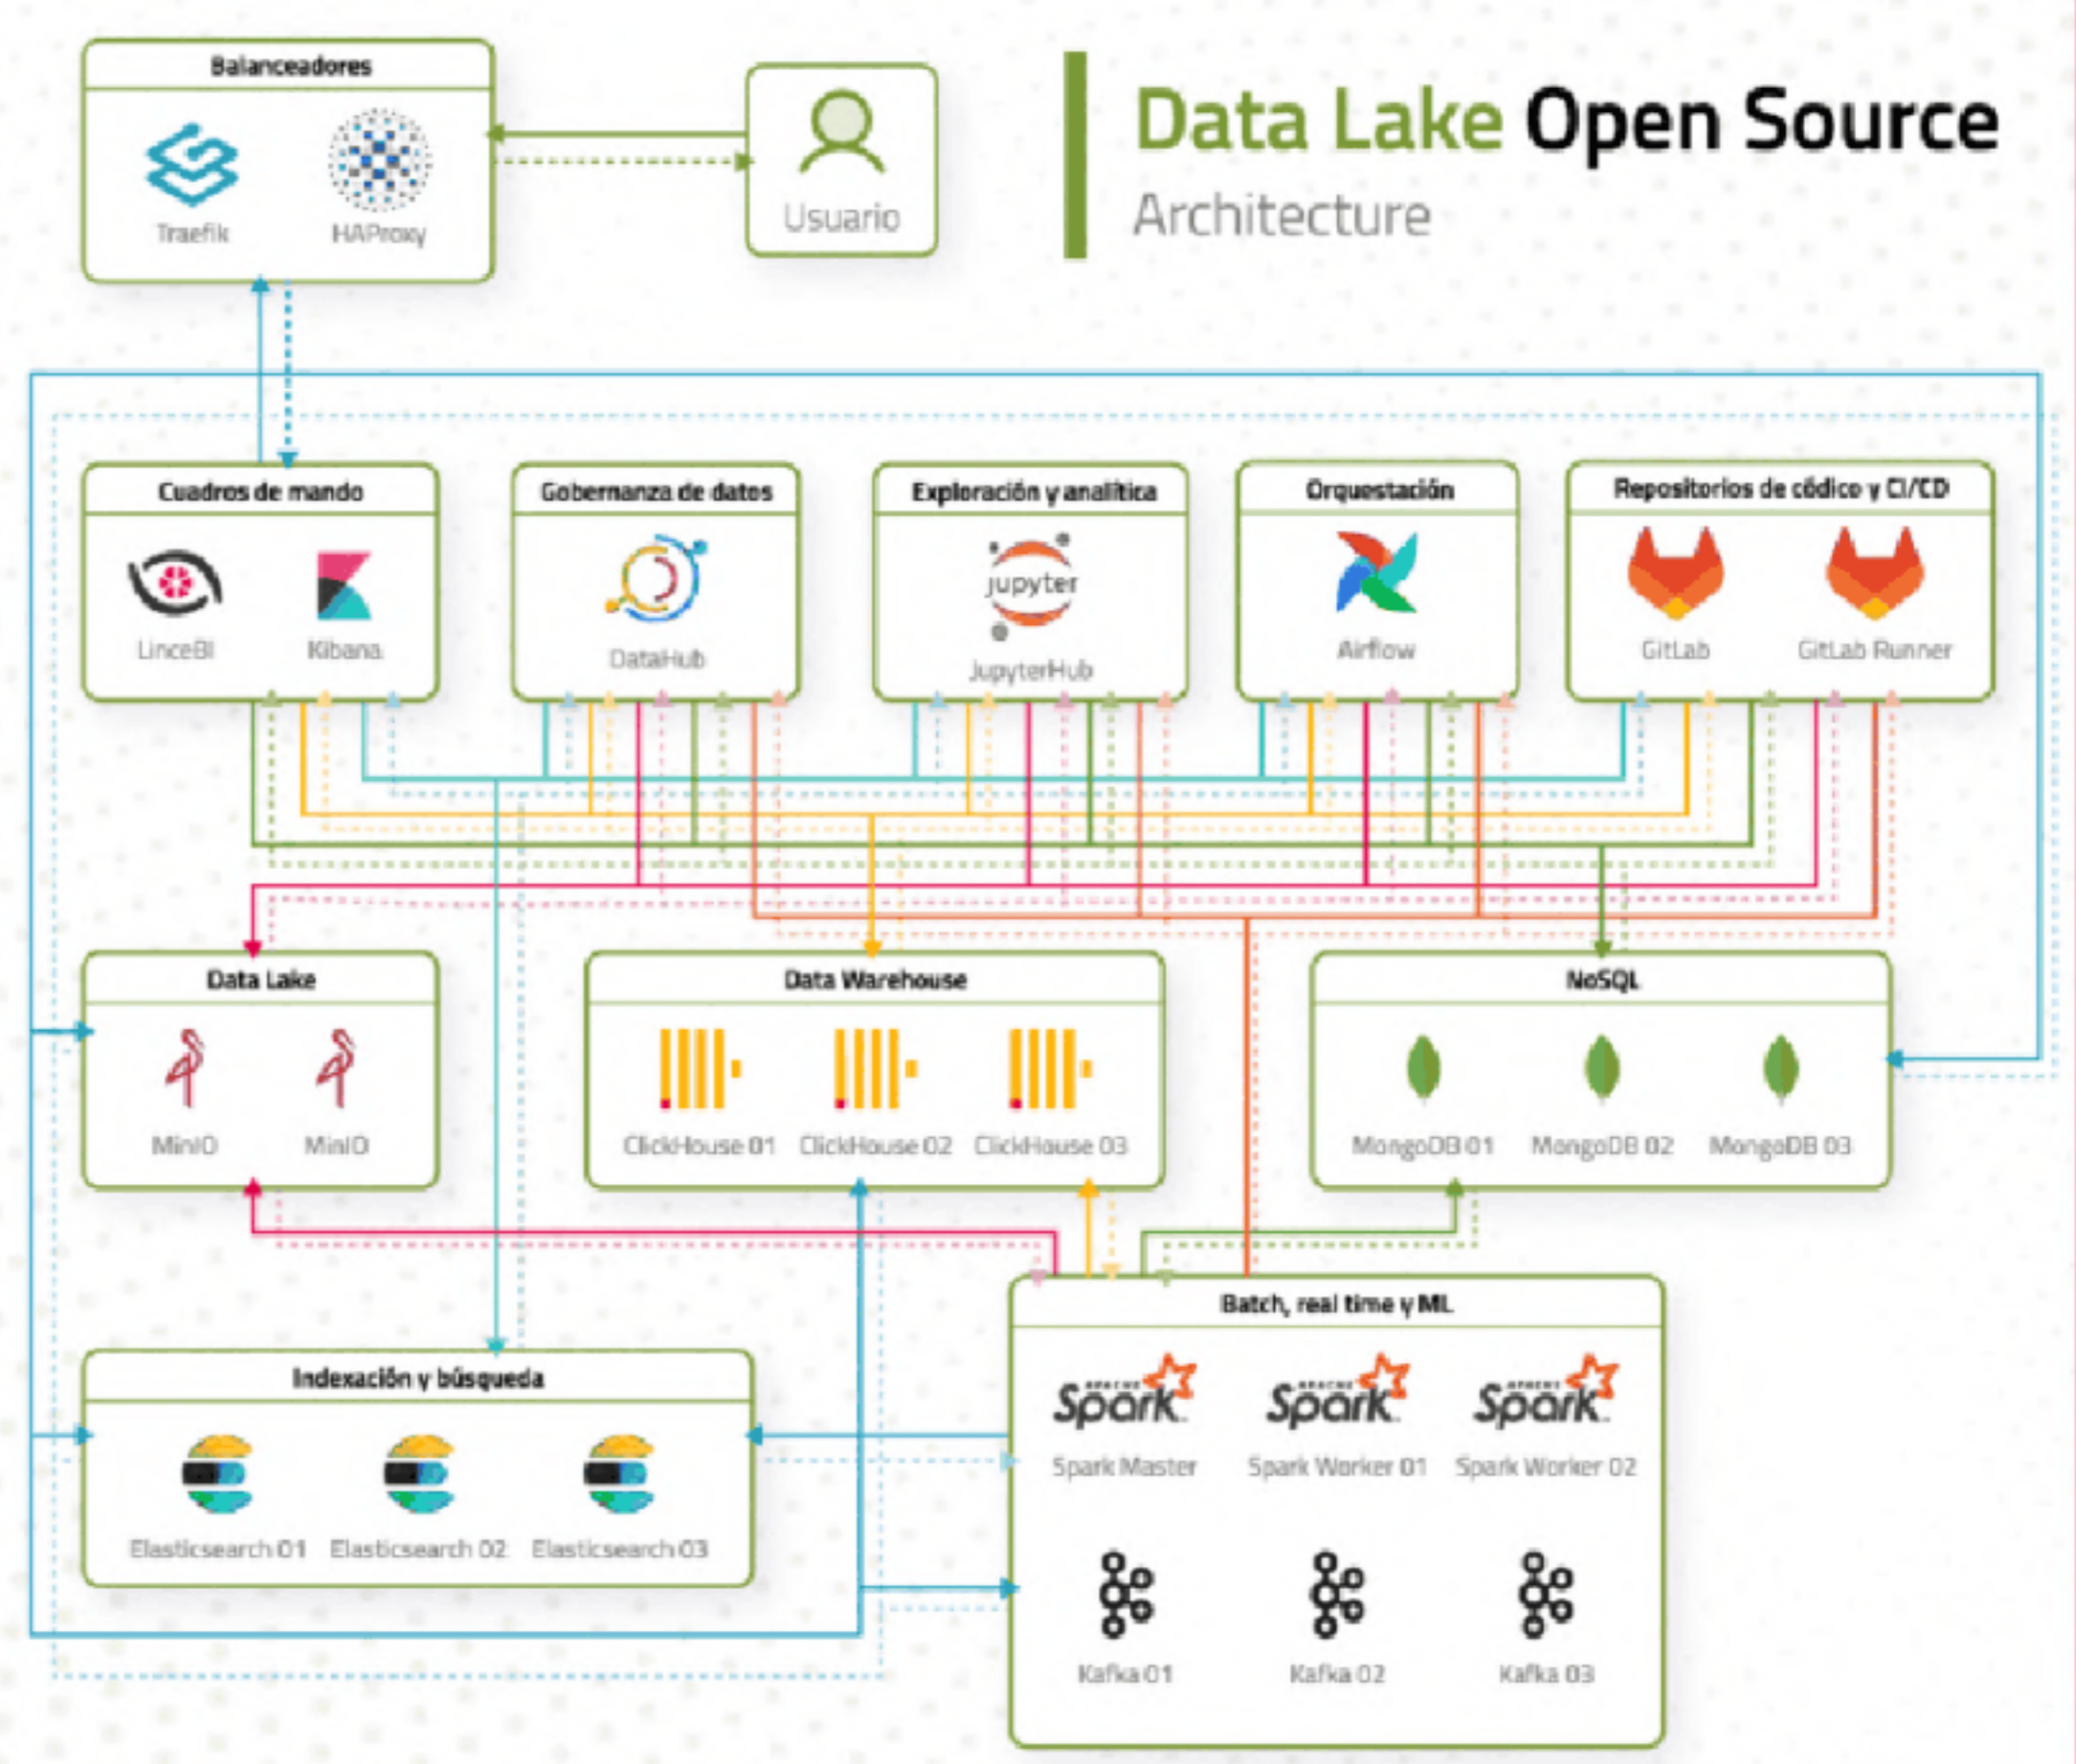 Balanceadores
Traefik
HAProxy
Usuario
Data Lake Open Source
Architecture
Cuadros de mando
LinceBI
Kibana
Gobernanza de datos
DataHub
Exploración y analítica
jupyter
JupyterHub
Orquestación
Airflow
Repositorios de códico y CI/CD
GitLab
GitLab Runner
Data Lake
MinIO
MinIO
Data Warehouse
ClickHouse 01
ClickHouse 02
ClickHouse 03
NoSQL
MongoDB 01
MongoDB 02
MongoDB 03
Indexación y búsqueda
Elasticsearch 01
Elasticsearch 02
Elasticsearch 03
Batch, real time y ML
APACHE
Spark
APACHE
Spark
APACHE
Spark
Spark Master
Spark Worker 01
Spark Worker 02
Kafka 01
Kafka 02
Kafka 03